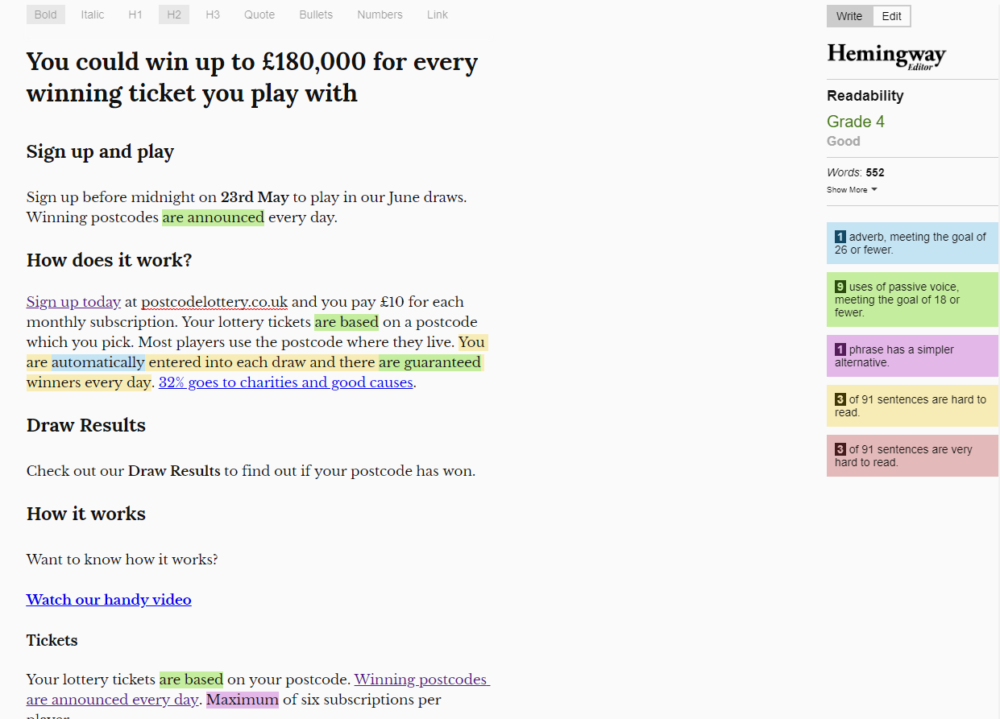 Bold Italic H1 H2 H3 Quote Bullets Numbers Link
You could win up to £180,000 for every
winning ticket you play with
Sign up and play
Sign up before midnight on 23rd May to play in our June draws.
Winning postcodes are announced every day.
How does it work?
Sign up today at postcodelottery.co.uk and you pay £10 for each
monthly subscription. Your lottery tickets are based on a postcode
which you pick. Most players use the postcode where they live. You
are automatically entered into each draw and there are guaranteed
winners every day. 32% goes to charities and good causes.
Draw Results
Check out our Draw Results to find out if your postcode has won.
How it works
Want to know how it works?
Watch our handy video
Tickets
Your lottery tickets are based on your postcode. Winning postcodes
are announced every day. Maximum of six subscriptions per
player
Write Edit
Hemingway
Editor
Readability
Grade 4
Good
Words: 552
Show More
1 adverb, meeting the goal of
26 or fewer.
9 uses of passive voice,
meeting the goal of 18 or
fewer.
1 phrase has a simpler
alternative.
3 of 91 sentences are hard to
read.
3 of 91 sentences are very
hard to read.